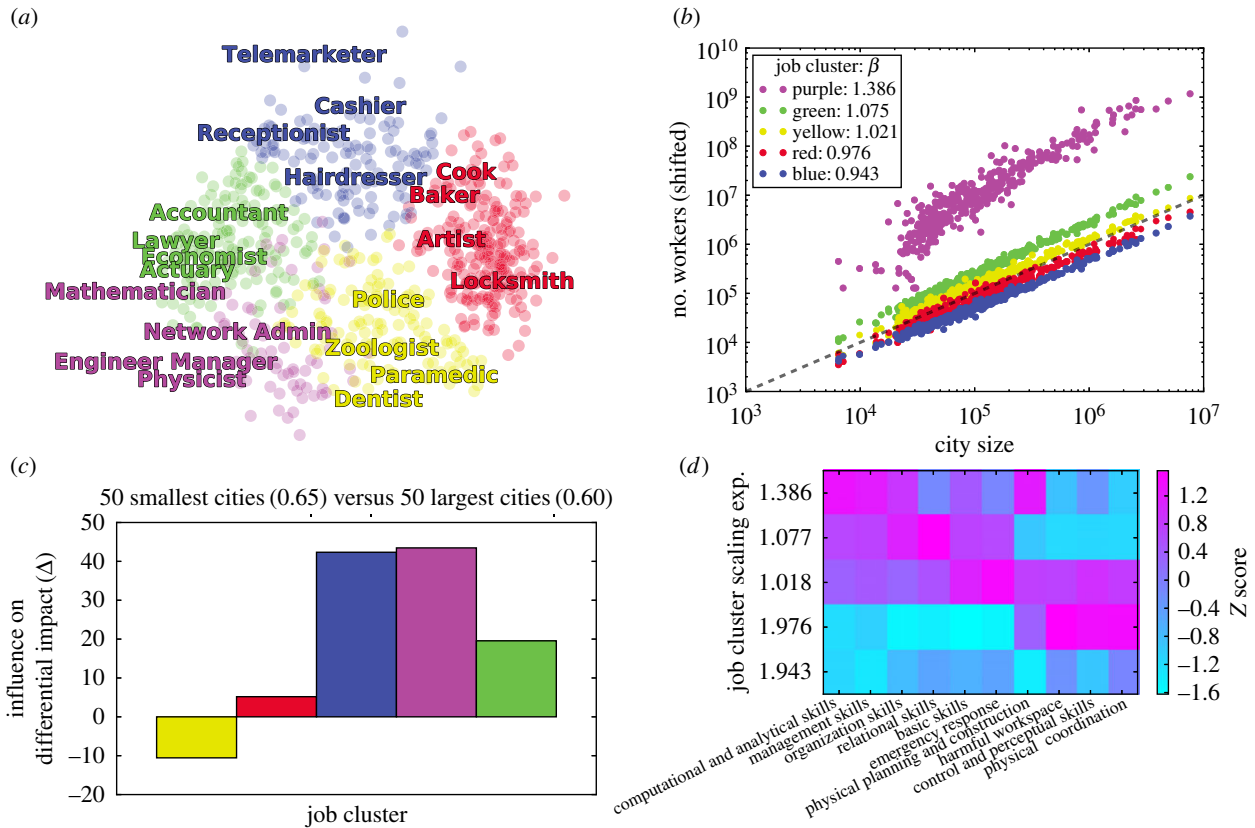 (a)
Telemarketer
Cashier
Receptionist
Hairdresser
Cook
Baker
Accountant
Lawyer
Economist
Actuary
Artist
Locksmith
Mathematician
Police
Network Admin
Zoologist
Engineer Manager
Physicist
Paramedic
Dentist
(b)
no. workers (shifted)
10^10
10^9
10^8
10^7
10^6
10^5
10^4
10^3
job cluster: β
purple: 1.386
green: 1.075
yellow: 1.021
red: 0.976
blue: 0.943
10^3 10^4 10^5 10^6 10^7
city size
(c)
50 smallest cities (0.65) versus 50 largest cities (0.60)
influence on
differential impact (Δ)
50
40
30
20
10
0
−10
−20
job cluster
(d)
job cluster scaling exp.
1.386
1.077
1.018
1.976
1.943
computational and analytical skills
management skills
organization skills
relational skills
basic skills
emergency response
physical planning and construction
harmful workspace
control and perceptual skills
physical coordination
1.2
0.8
0.4
0
−0.4
−0.8
−1.2
−1.6
Z score